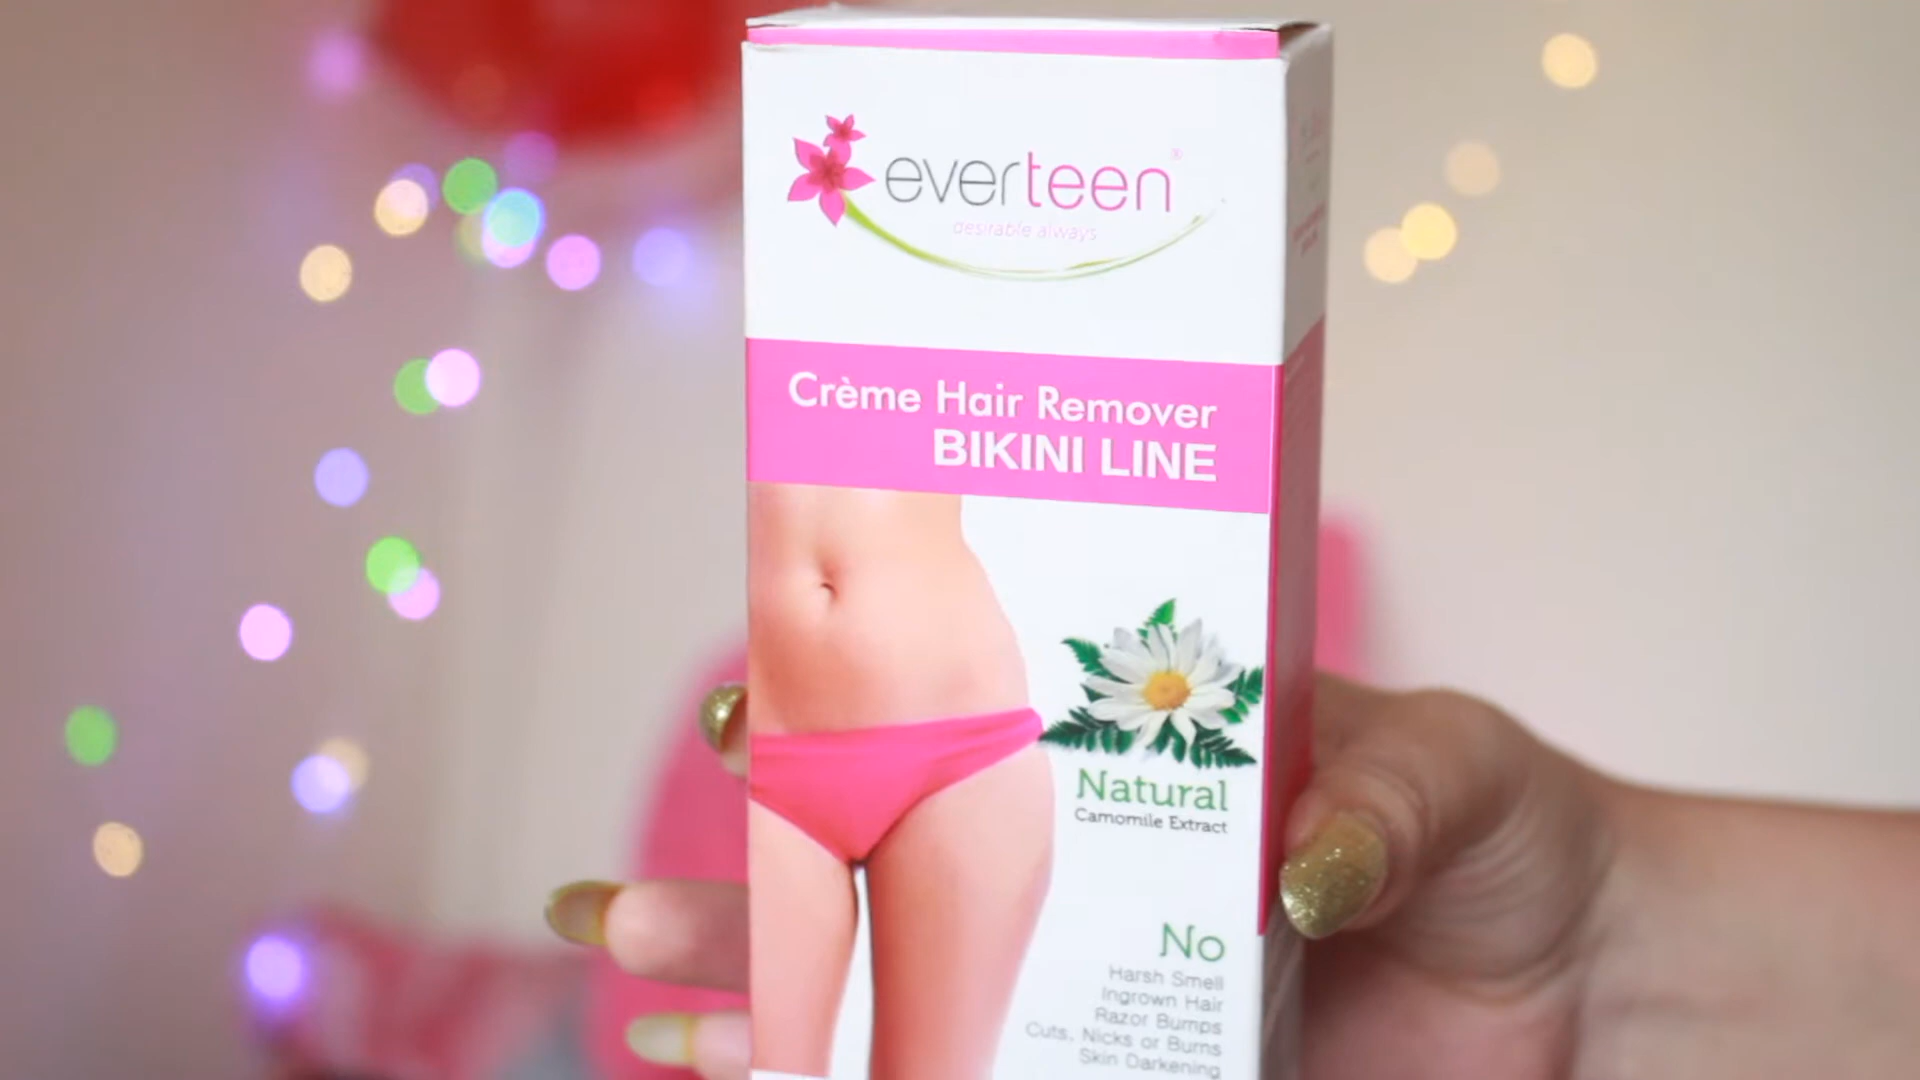 everteen®
desirable always
Crème Hair Remover
BIKINI LINE
Natural
Camomile Extract
No
Harsh Smell
Ingrown Hair
Razor Bumps
Cuts, Nicks or Burns
Skin Darkening